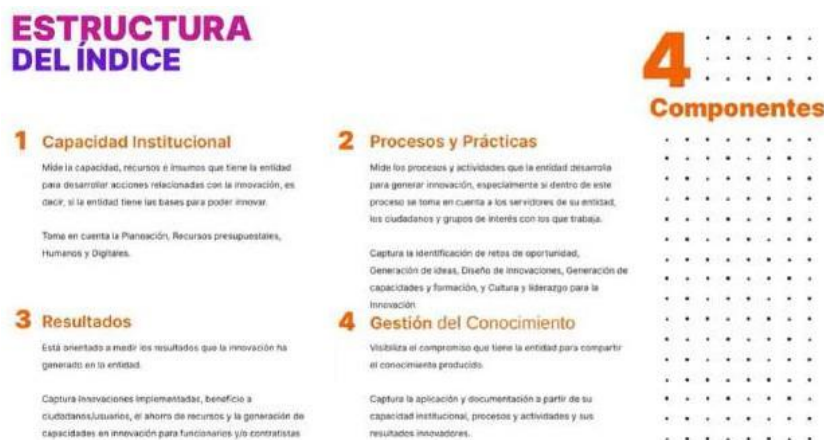 ESTRUCTURA
DEL ÍNDICE
4
Componentes
1 Capacidad Institucional
Mide la capacidad, recursos e insumos que tiene la entidad
para desarrollar acciones relacionadas con la innovación, es
decir, si la entidad tiene las bases para poder innovar.
Toma en cuenta la Planeación, Recursos presupuestales,
Humanos y Digitales.
2 Procesos y Prácticas
Mide los procesos y actividades que la entidad desarrolla
para generar innovación, especialmente si dentro de este
proceso se toma en cuenta a los servidores de su entidad,
los ciudadanos y grupos de interés con los que trabaja.
Captura la identificación de retos de oportunidad,
Generación de ideas, Diseño de innovaciones, Generación de
capacidades y formación, y Cultura y liderazgo para la
Innovación
3 Resultados
Está orientado a medir los resultados que la innovación ha
generado en la entidad.
Captura innovaciones implementadas, beneficio a
ciudadanos/usuarios, el ahorro de recursos y la generación de
capacidades en innovación para funcionarios y/o contratistas
4 Gestión del Conocimiento
Visibiliza el compromiso que tiene la entidad para compartir
el conocimiento producido.
Captura la aplicación y documentación a partir de su
capacidad institucional, procesos y actividades y sus
resultados innovadores.